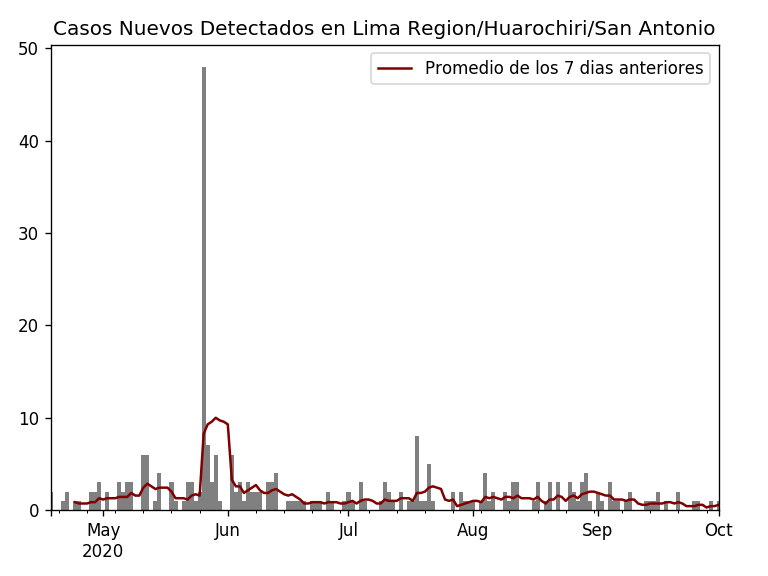 Casos Nuevos Detectados en Lima Region/Huarochiri/San Antonio
Promedio de los 7 dias anteriores
50
40
30
20
10
0
May Jun Jul Aug Sep Oct
2020